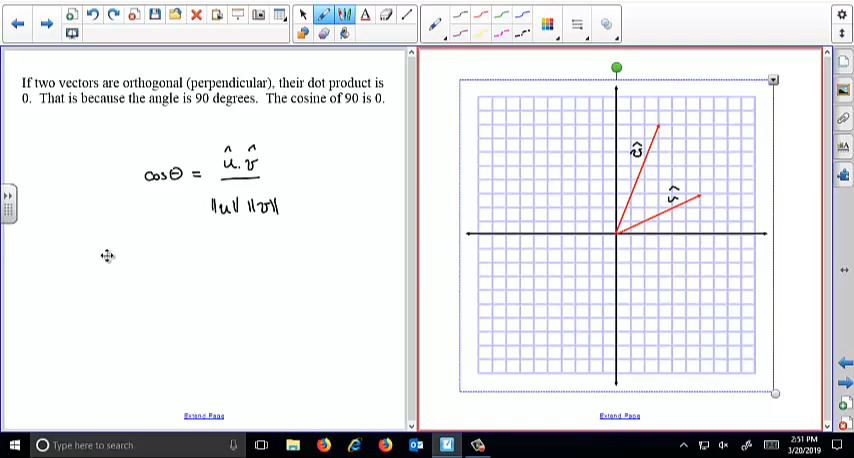 If two vectors are orthogonal (perpendicular), their dot product is
0. That is because the angle is 90 degrees. The cosine of 90 is 0.
cosθ = û · v̂
‖u‖ ‖v‖
Extend Page
v̂
û
Extend Page
Type here to search
2:51 PM
3/20/2019